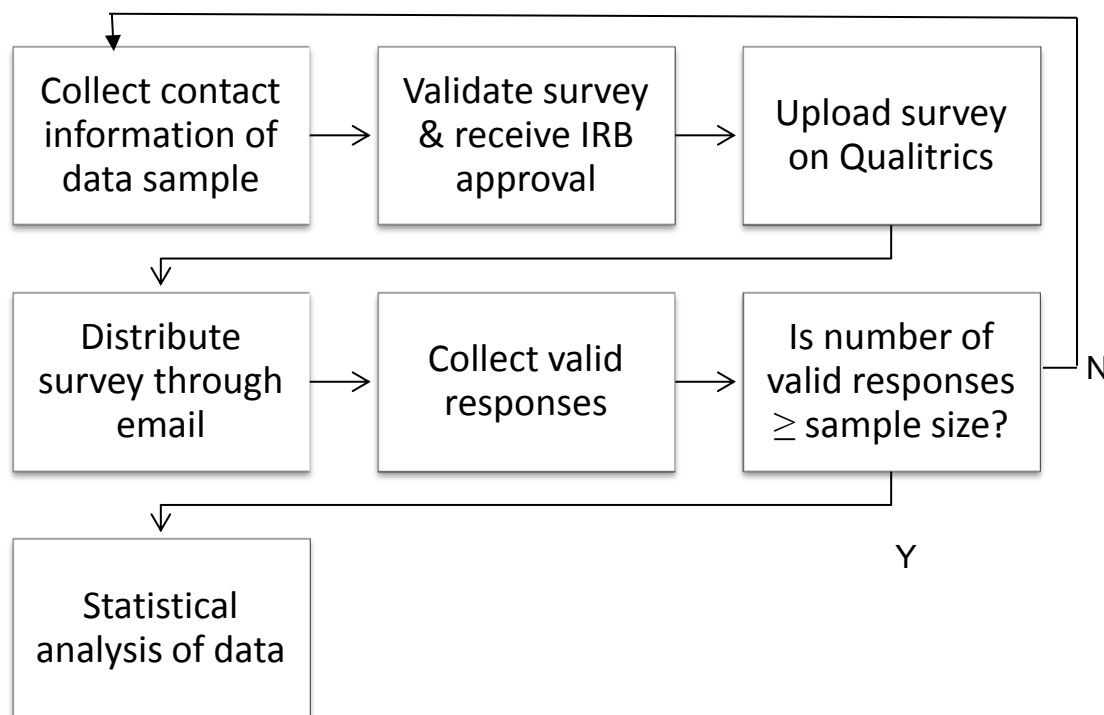 Collect contact
information of
data sample
Validate survey
& receive IRB
approval
Upload survey
on Qualitrics
Distribute
survey through
email
Collect valid
responses
Is number of
valid responses
≥ sample size?
N
Y
Statistical
analysis of data